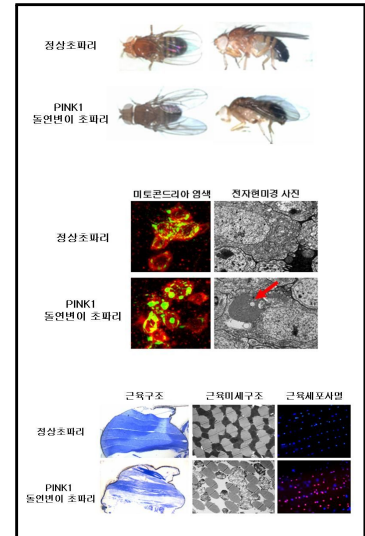 정상초파리
PINK1
돌연변이 초파리
미토콘드리아 염색 전자현미경 사진
정상초파리
PINK1
돌연변이 초파리
근육구조 근육미세구조 근육세포사멸
정상초파리
PINK1
돌연변이 초파리